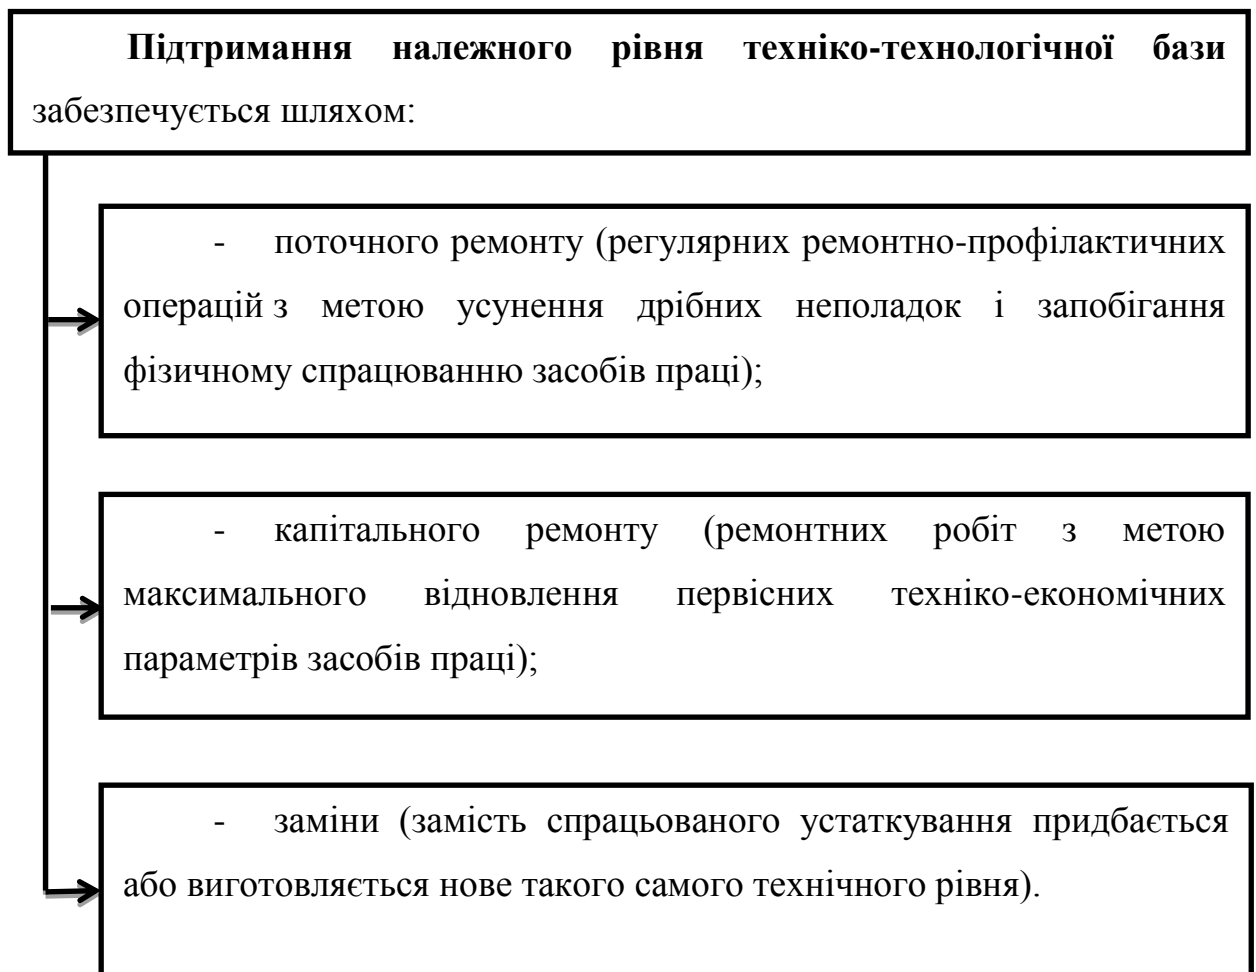 Підтримання належного рівня техніко-технологічної бази
забезпечується шляхом:
- поточного ремонту (регулярних ремонтно-профілактичних
операцій з метою усунення дрібних неполадок і запобігання
фізичному спрацюванню засобів праці);
- капітального ремонту (ремонтних робіт з метою
максимального відновлення первісних техніко-економічних
параметрів засобів праці);
- заміни (замість спрацьованого устаткування придбається
або виготовляється нове такого самого технічного рівня).